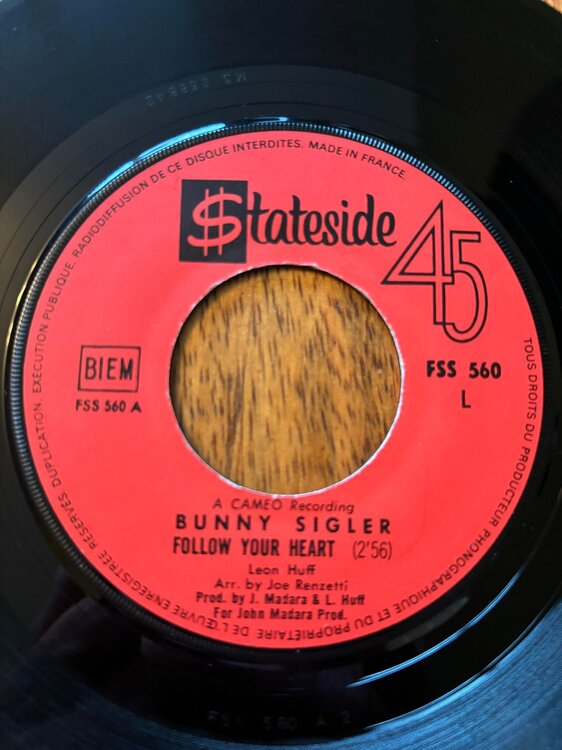 TOUS DROITS DU PRODUCTEUR PHONOGRAPHIQUE ET DU PROPRIÉTAIRE DE L'ŒUVRE ENREGISTRÉE RÉSERVÉS. DUPLICATION. EXÉCUTION PUBLIQUE. RADIODIFFUSION DE CE DISQUE INTERDITES. MADE IN FRANCE.
$tateside
45
BIEM
FSS 560 A
FSS 560
L
A CAMEO Recording
BUNNY SIGLER
FOLLOW YOUR HEART (2'56)
Leon Huff
Arr. by Joe Renzetti
Prod. by J. Madara & L. Huff
For John Madara Prod.